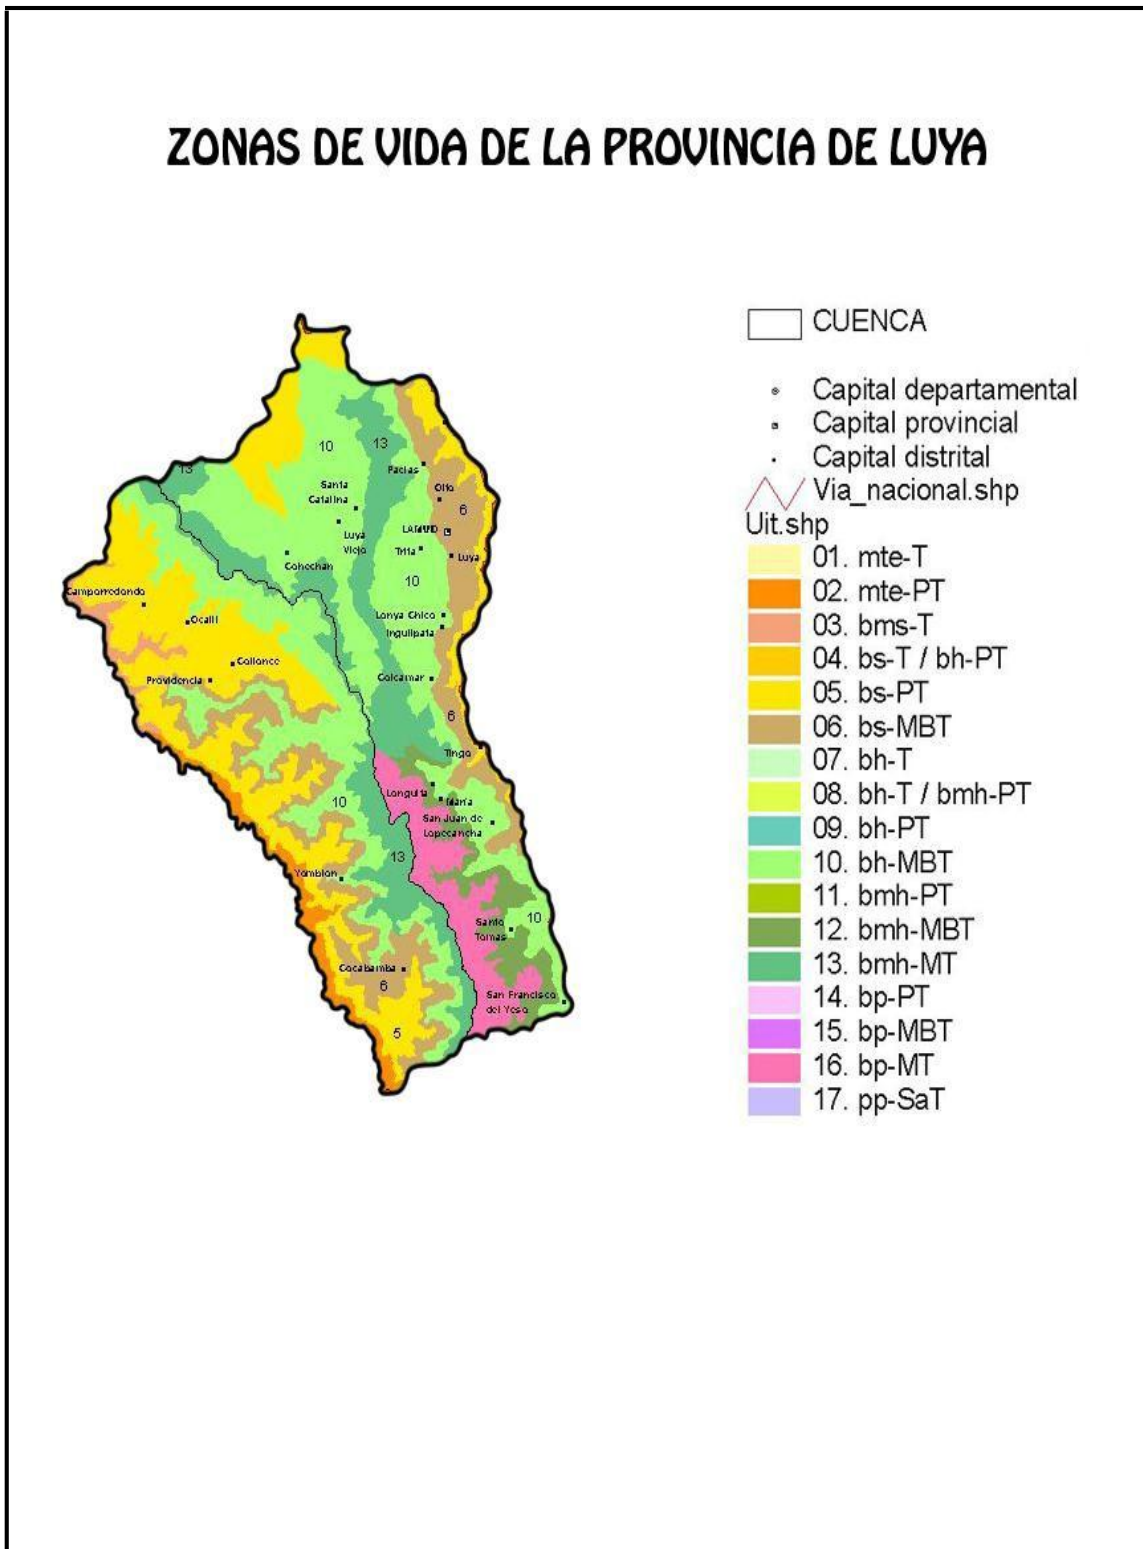 ZONAS DE VIDA DE LA PROVINCIA DE LUYA
CUENCA
Capital departamental
Capital provincial
Capital distrital
Via_nacional.shp
Uit.shp
01. mte-T
02. mte-PT
03. bms-T
04. bs-T / bh-PT
05. bs-PT
06. bs-MBT
07. bh-T
08. bh-T / bmh-PT
09. bh-PT
10. bh-MBT
11. bmh-PT
12. bmh-MBT
13. bmh-MT
14. bp-PT
15. bp-MBT
16. bp-MT
17. pp-SaT
10
13
13
Santa
Catalina
Olto
6
Luya
Viejo
LAMUD
Trita
Luya
Cohechan
10
Camporredondo
Ocalli
Lonya Chico
Inguilpata
Collonce
Providencia
Colcamar
6
Tingo
Longuita
Maria
10
San Juan de
Lopecancha
13
Yomblon
Santo
Tomas
10
Cocabamba
6
San Francisco
del Yeso
5